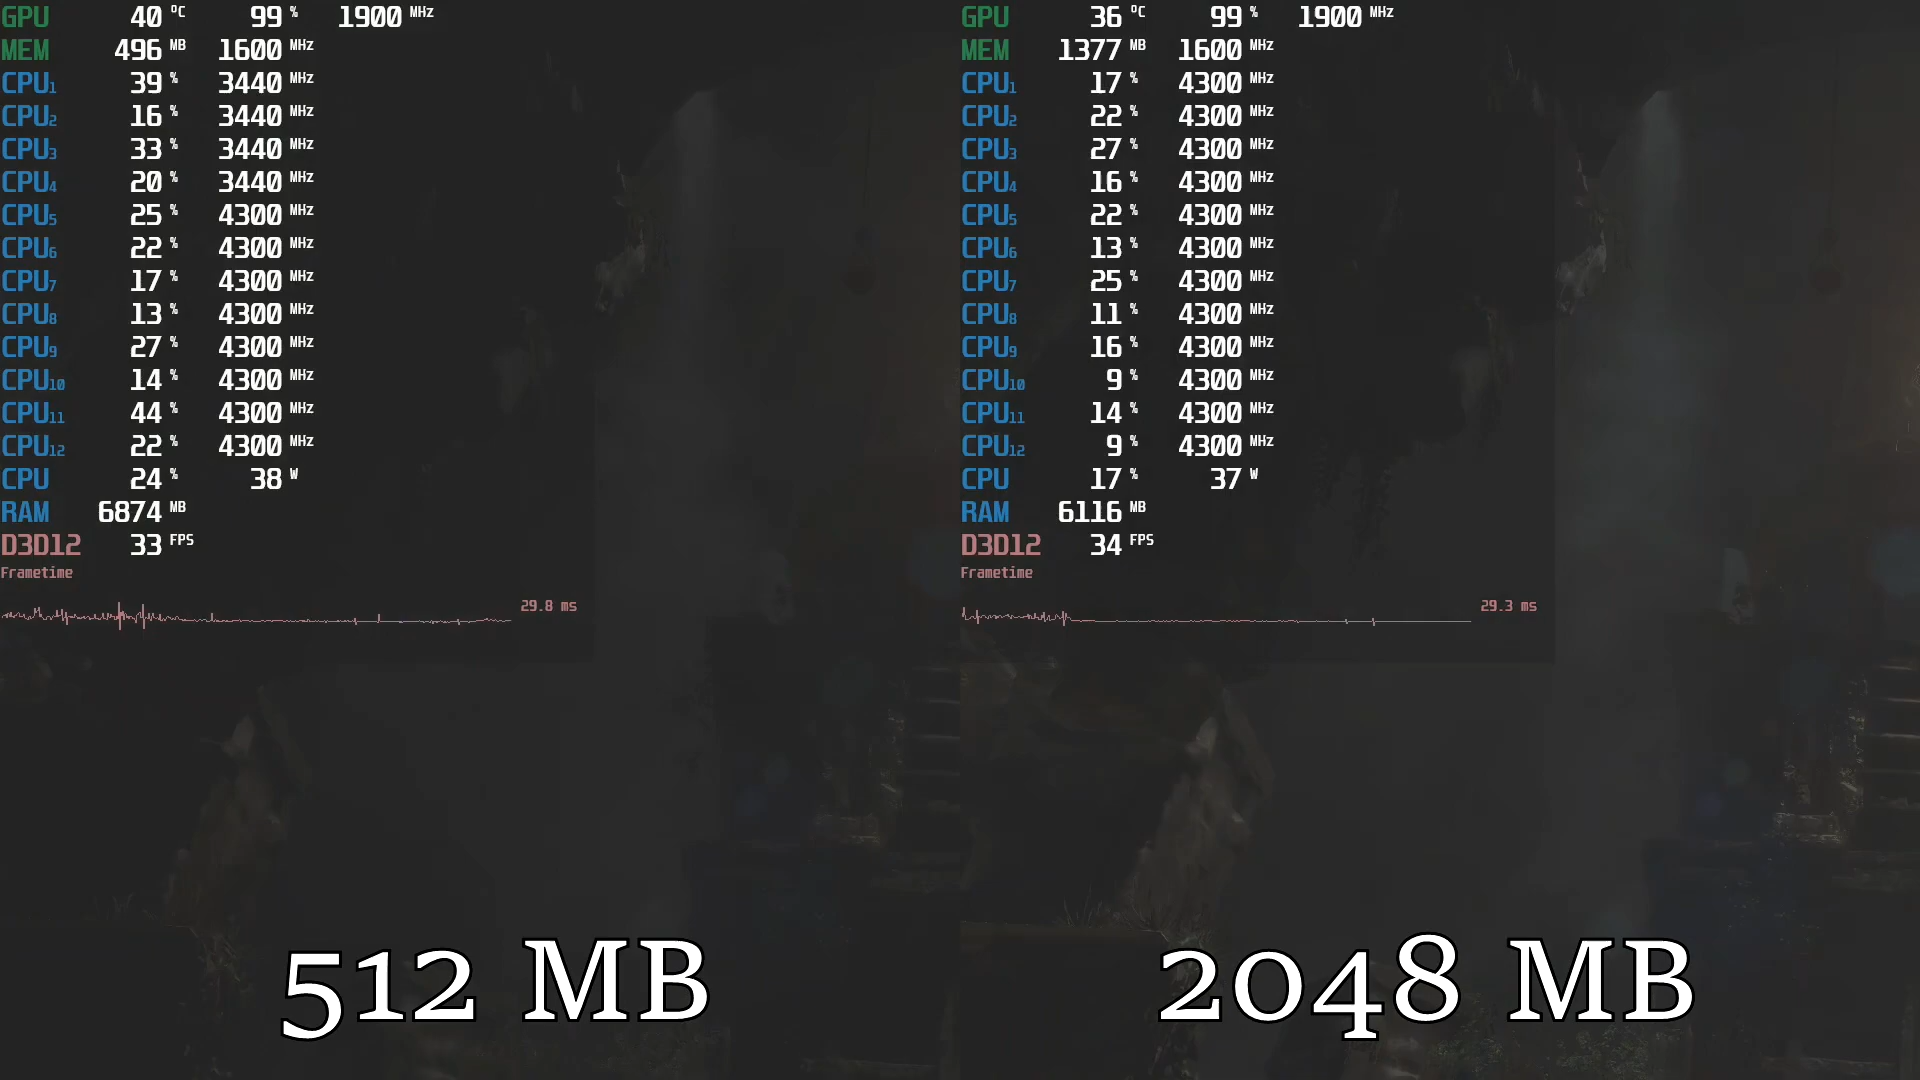 GPU 40 °C 99 % 1900 MHz
MEM 496 MB 1600 MHz
CPU1 39 % 3440 MHz
CPU2 16 % 3440 MHz
CPU3 33 % 3440 MHz
CPU4 20 % 3440 MHz
CPU5 25 % 4300 MHz
CPU6 22 % 4300 MHz
CPU7 17 % 4300 MHz
CPU8 13 % 4300 MHz
CPU9 27 % 4300 MHz
CPU10 14 % 4300 MHz
CPU11 44 % 4300 MHz
CPU12 22 % 4300 MHz
CPU 24 % 38 W
RAM 6874 MB
D3D12 33 FPS
Frametime
29.8 ms
512 MB
GPU 36 °C 99 % 1900 MHz
MEM 1377 MB 1600 MHz
CPU1 17 % 4300 MHz
CPU2 22 % 4300 MHz
CPU3 27 % 4300 MHz
CPU4 16 % 4300 MHz
CPU5 22 % 4300 MHz
CPU6 13 % 4300 MHz
CPU7 25 % 4300 MHz
CPU8 11 % 4300 MHz
CPU9 16 % 4300 MHz
CPU10 9 % 4300 MHz
CPU11 14 % 4300 MHz
CPU12 9 % 4300 MHz
CPU 17 % 37 W
RAM 6116 MB
D3D12 34 FPS
Frametime
29.3 ms
2048 MB